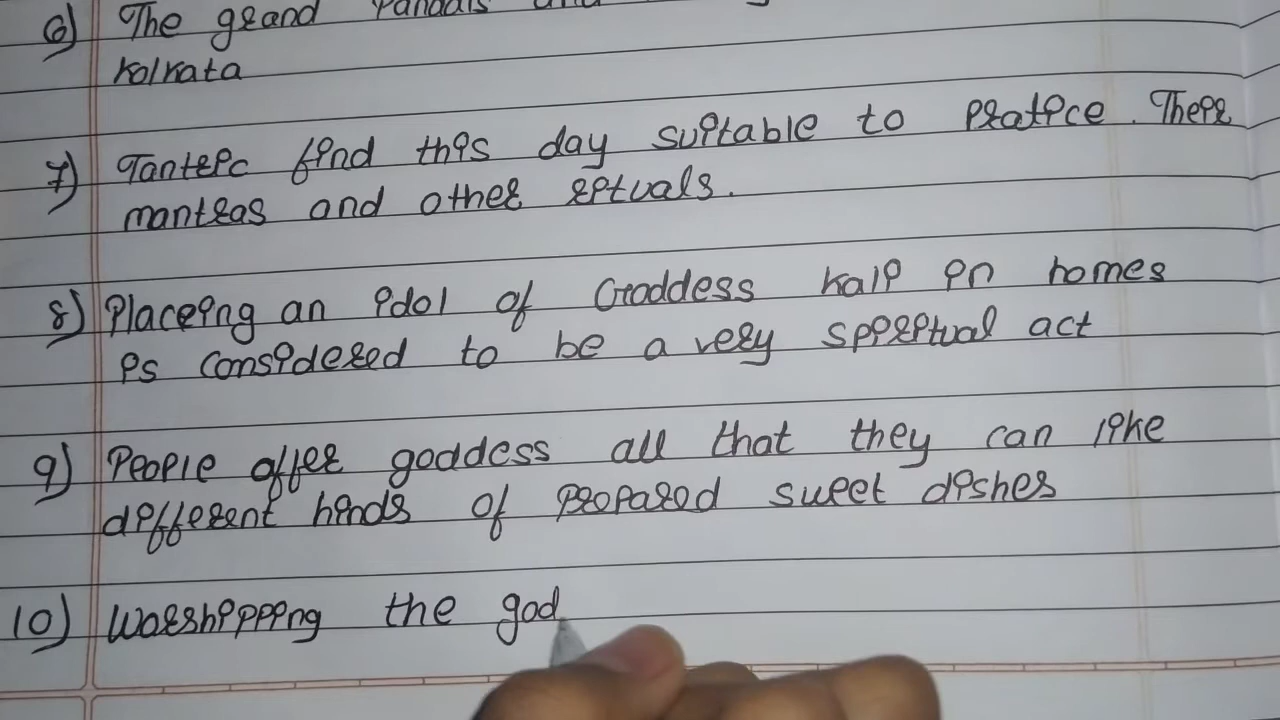 6) The grand Pandals
Kolkata
7) Tantric find this day suitable to Pratice. Their
mantras and other rituals.
8) Placeing an idol of Goddess Kali in homes
is considered to be a very spiritual act
9) People offer goddess all that they can like
different kinds of prepared sweet dishes
10) Worshipping the god